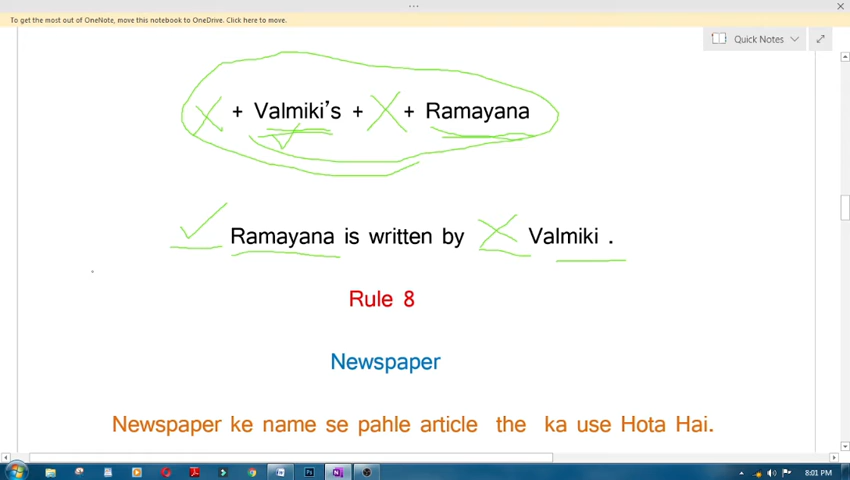 To get the most out of OneNote, move this notebook to OneDrive. Click here to move.
Quick Notes
X + Valmiki's + X + Ramayana
Ramayana is written by X Valmiki .
Rule 8
Newspaper
Newspaper ke name se pahle article the ka use Hota Hai.
8:01 PM